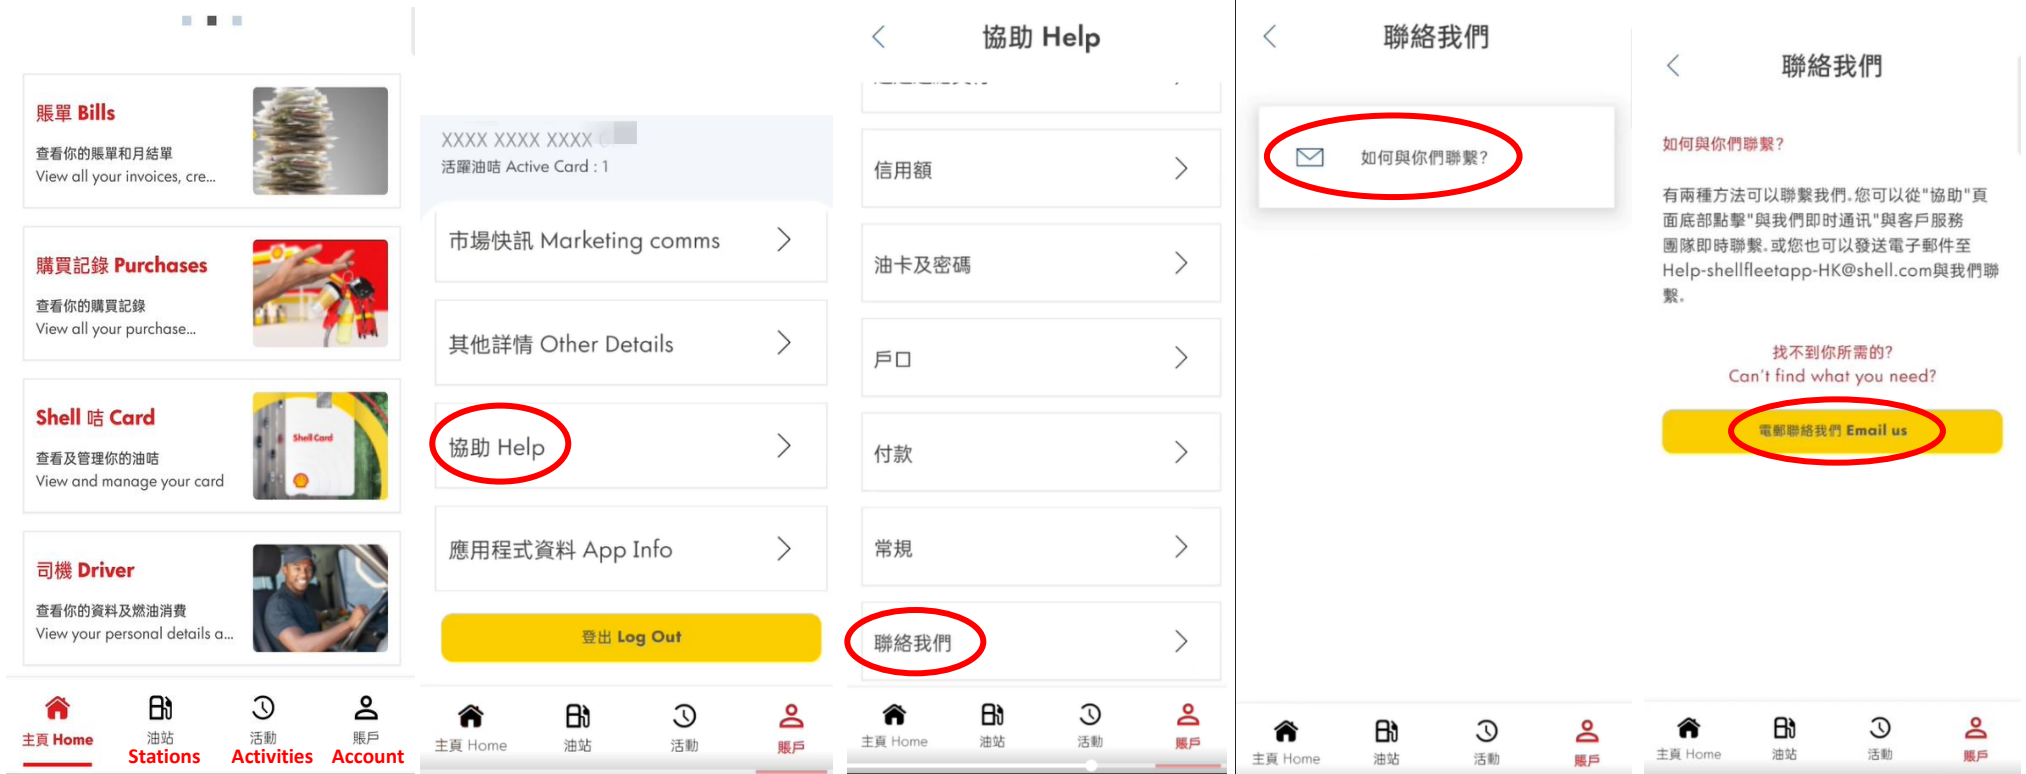 賬單 Bills
查看你的賬單和月結單
View all your invoices, cre...
購買記錄 Purchases
查看你的購買記錄
View all your purchase...
Shell 咭 Card
查看及管理你的油咭
View and manage your card
Shell Card
司機 Driver
查看你的資料及燃油消費
View your personal details a...
主頁 Home
油站
Stations
活動
Activities
賬戶
Account
XXXX XXXX XXXX
活躍油咭 Active Card : 1
市場快訊 Marketing comms
其他詳情 Other Details
協助 Help
應用程式資料 App Info
登出 Log Out
主頁 Home
油站
活動
賬戶
協助 Help
信用額
油卡及密碼
戶口
付款
常規
聯絡我們
主頁 Home
油站
活動
賬戶
聯絡我們
如何與你們聯繫?
主頁 Home
油站
活動
賬戶
聯絡我們
如何與你們聯繫?
有兩種方法可以聯繫我們。您可以從"協助"頁
面底部點擊"與我們即时通讯"與客戶服務
團隊即時聯繫。或您也可以發送電子郵件至
Help-shellfleetapp-HK@shell.com與我們聯
繫。
找不到你所需的?
Can't find what you need?
電郵聯絡我們 Email us
主頁 Home
油站
活動
賬戶